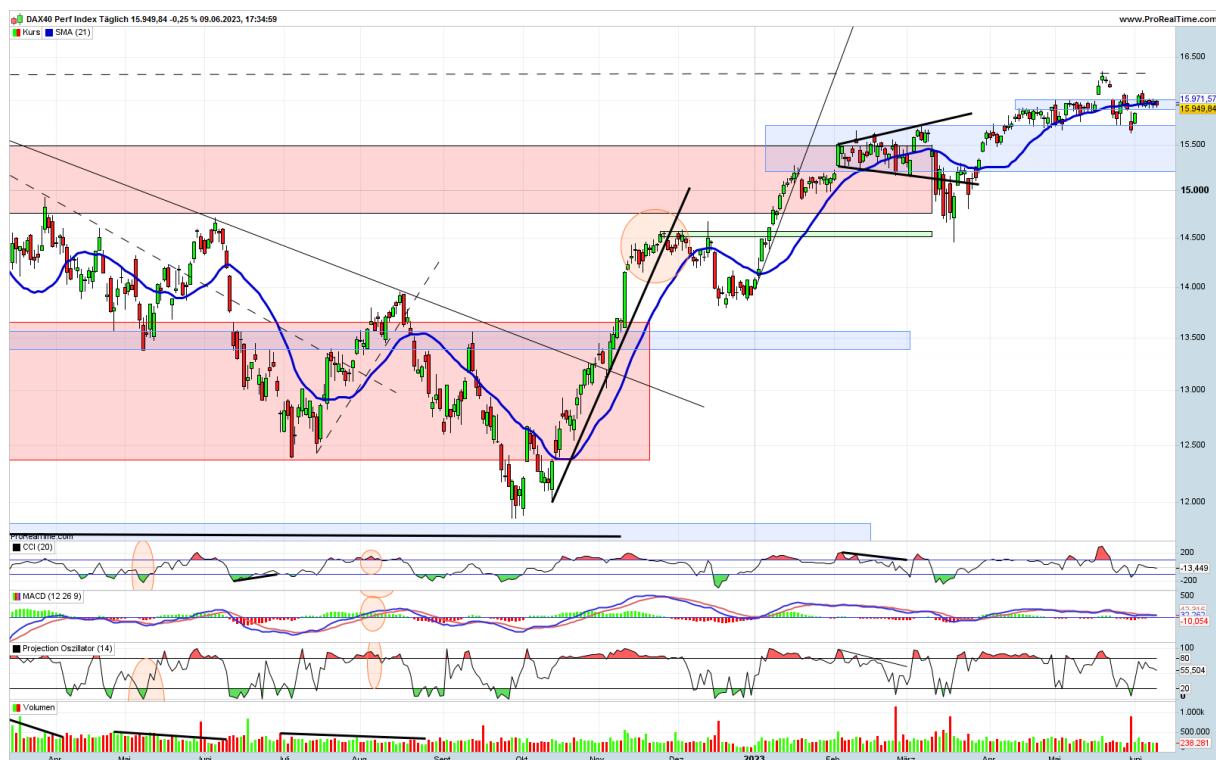 DAX40 Perf Index Täglich 15.949,84 -0,25 % 09.06.2023, 17:34:59
www.ProRealTime.com
Kurs SMA (21)
16.500
15.971,57
15.949,84
15.500
15.000
14.500
14.000
13.500
13.000
12.500
12.000
ProRealTime.com
CCI (20)
200
-13,449
-200
MACD (12 26 9)
500
-10,054
Projection Oszillator (14)
100
80
55,504
20
0
Volumen
1.000k
500.000
238.281
Apr Mai Juni Juli Aug Sept Okt Nov Dez 2023 Feb März Apr Mai Juni